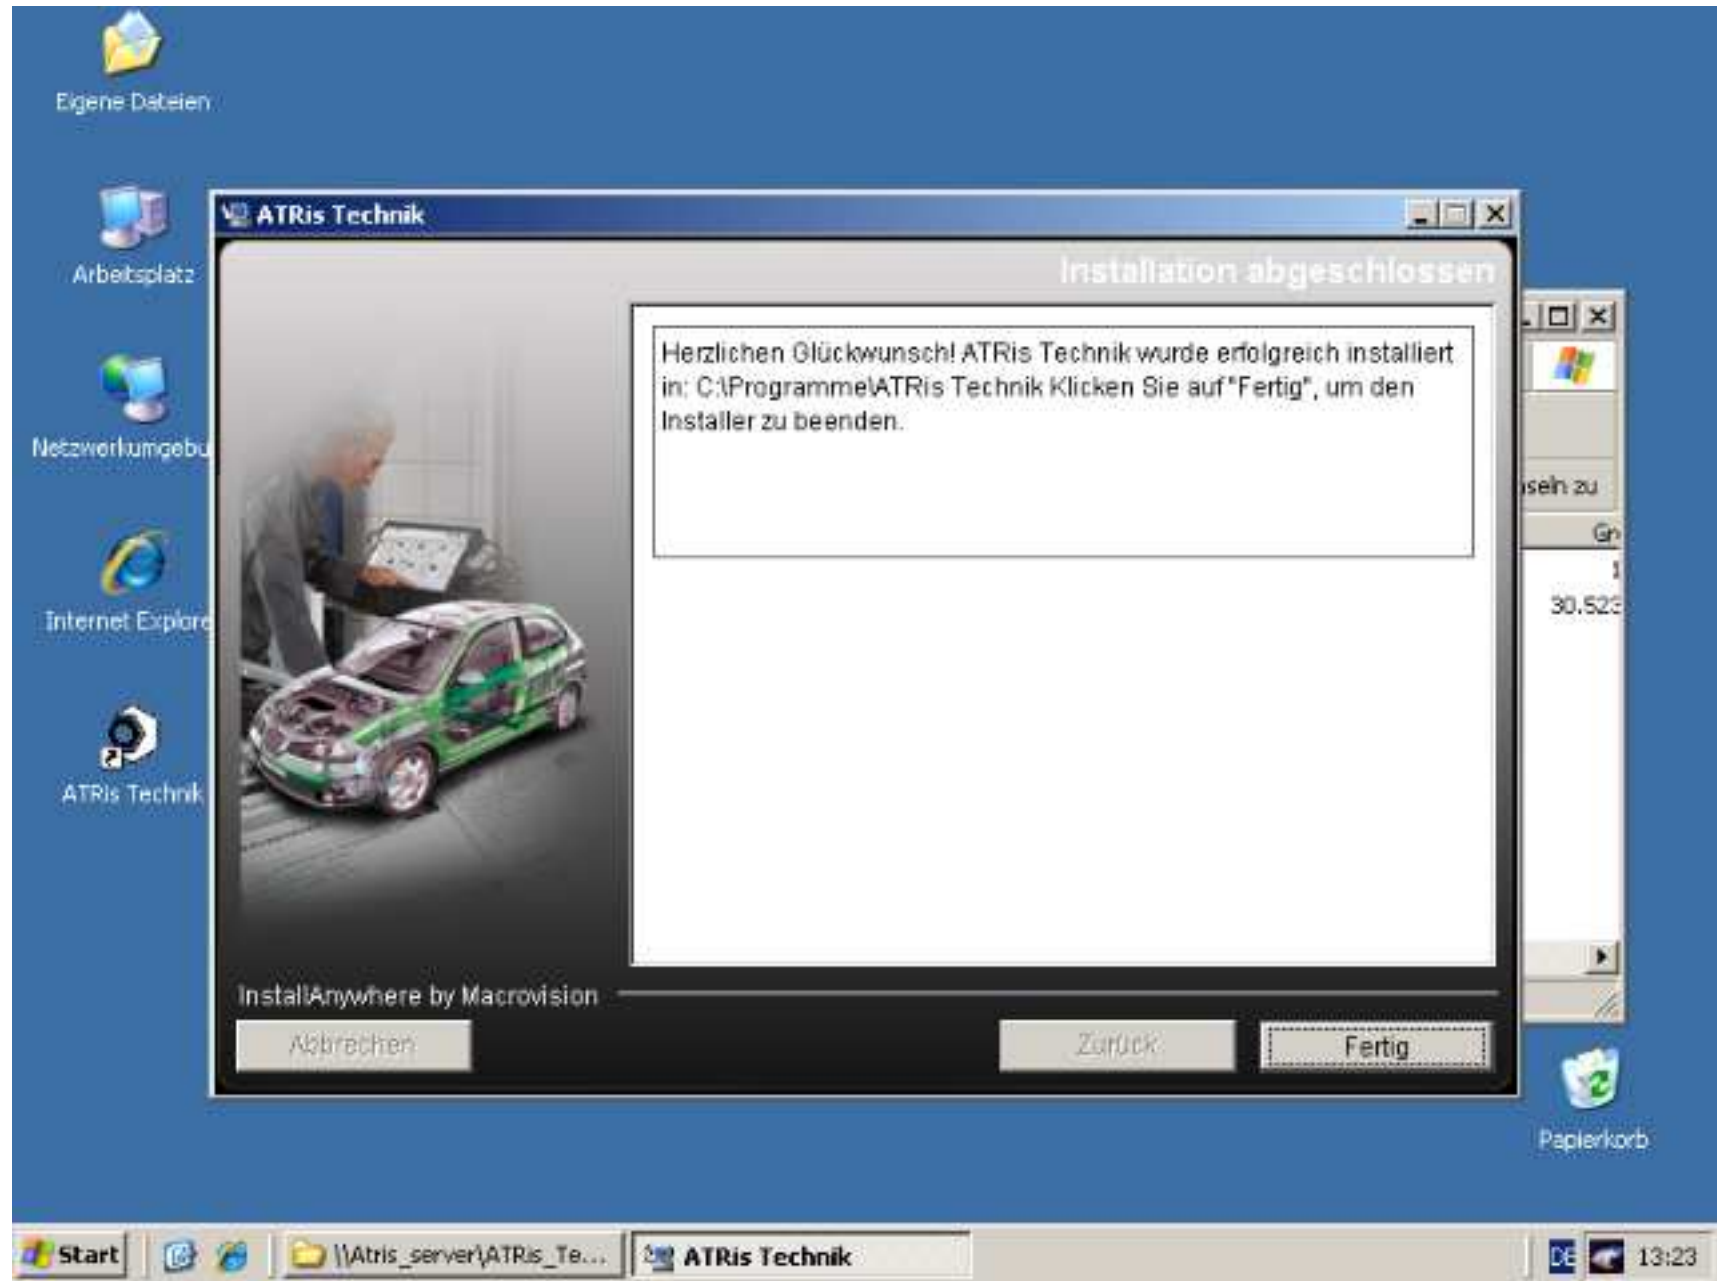 Eigene Dateien
Arbeitsplatz
Netzwerkumgebu
Internet Explore
ATRis Technik
ATRis Technik
Installation abgeschlossen
Herzlichen Glückwunsch! ATRis Technik wurde erfolgreich installiert
in: C:\Programme\ATRis Technik Klicken Sie auf "Fertig", um den
Installer zu beenden.
seln zu
Gr
1
30.523
InstallAnywhere by Macrovision
Abbrechen
Zurück
Fertig
Papierkorb
Start
\\Atris_server\ATRis_Te...
ATRis Technik
DE
13:23